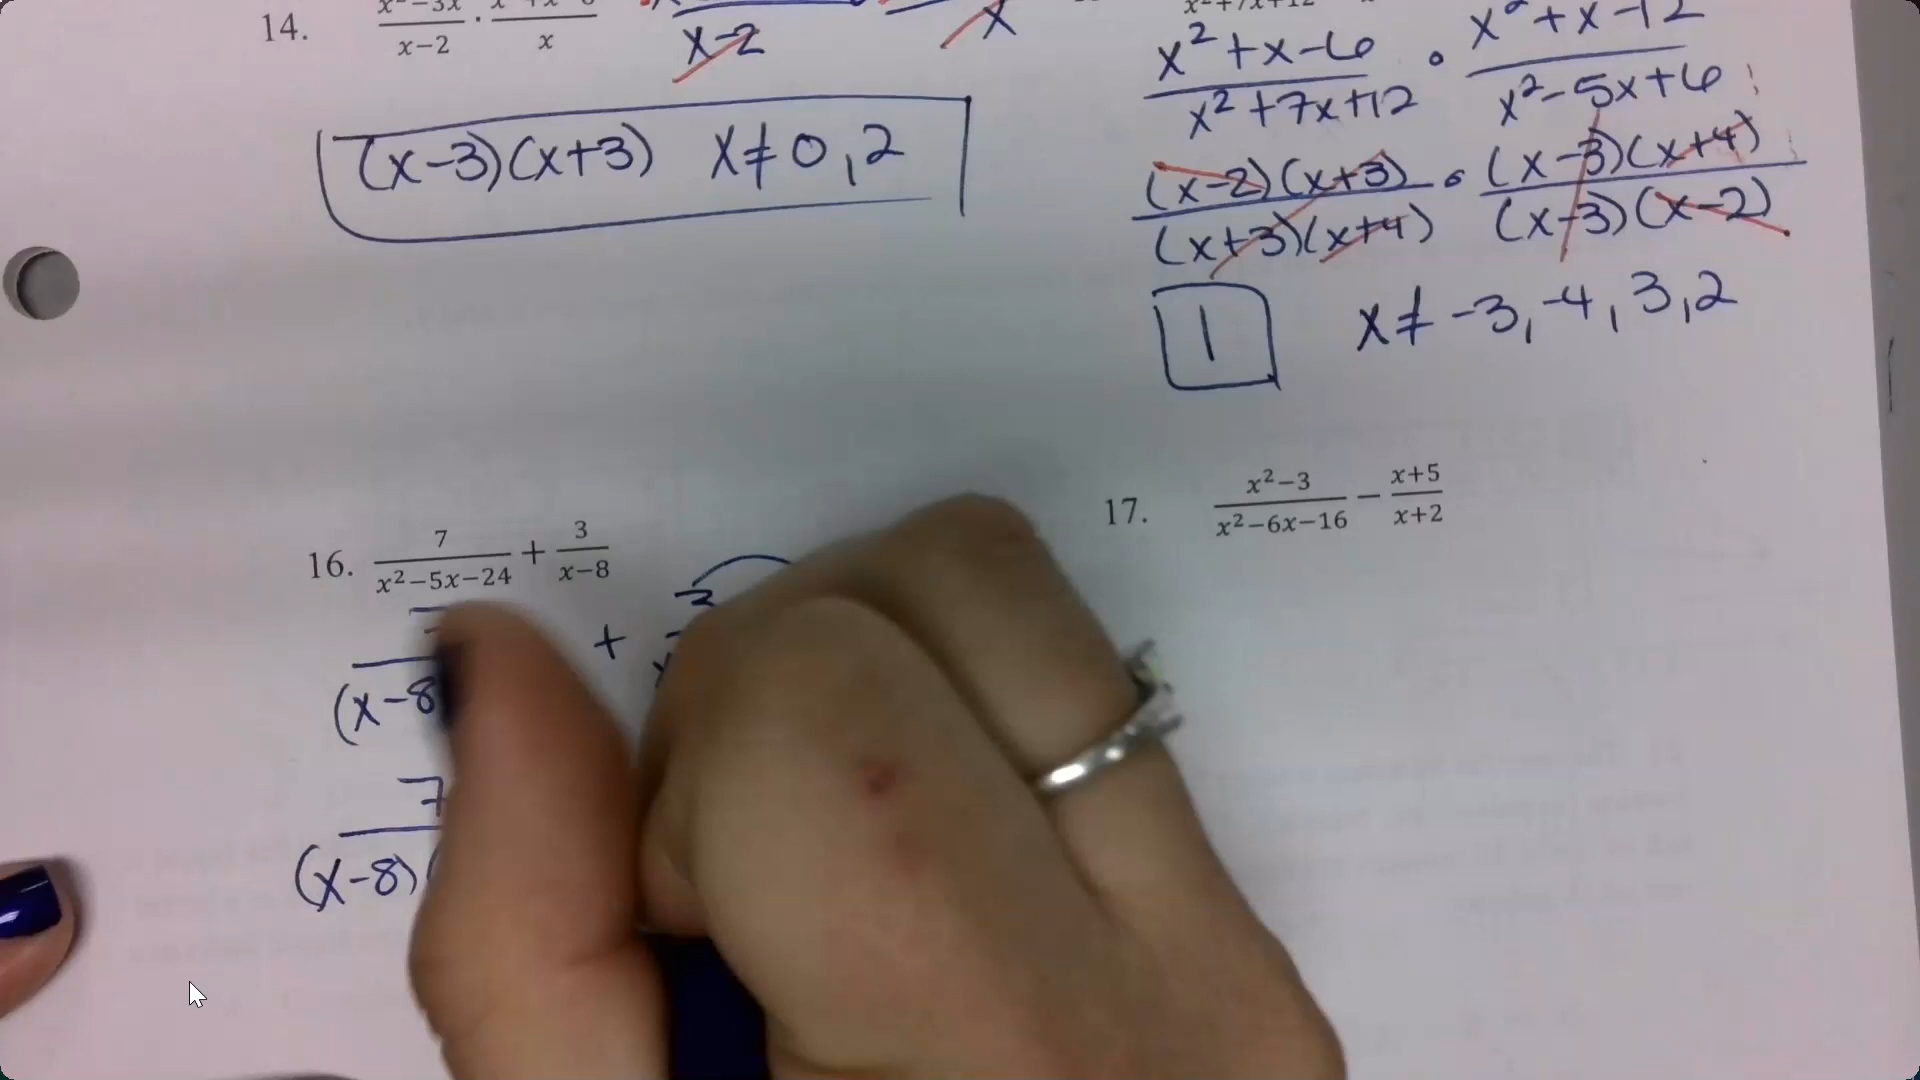 14. x-2 · x
x-2 x
(x-3)(x+3) x≠0,2
x²+x-6 · x²+x-12
x²+7x+12 x²-5x+6
(x-2)(x+3) · (x-3)(x+4)
(x+3)(x+4) (x-3)(x-2)
1 x≠ -3, -4, 3, 2
16. 7/(x²-5x-24) + 3/(x-8)
+ 3
(x-8
7
(x-8)(
17. (x²-3)/(x²-6x-16) - (x+5)/(x+2)